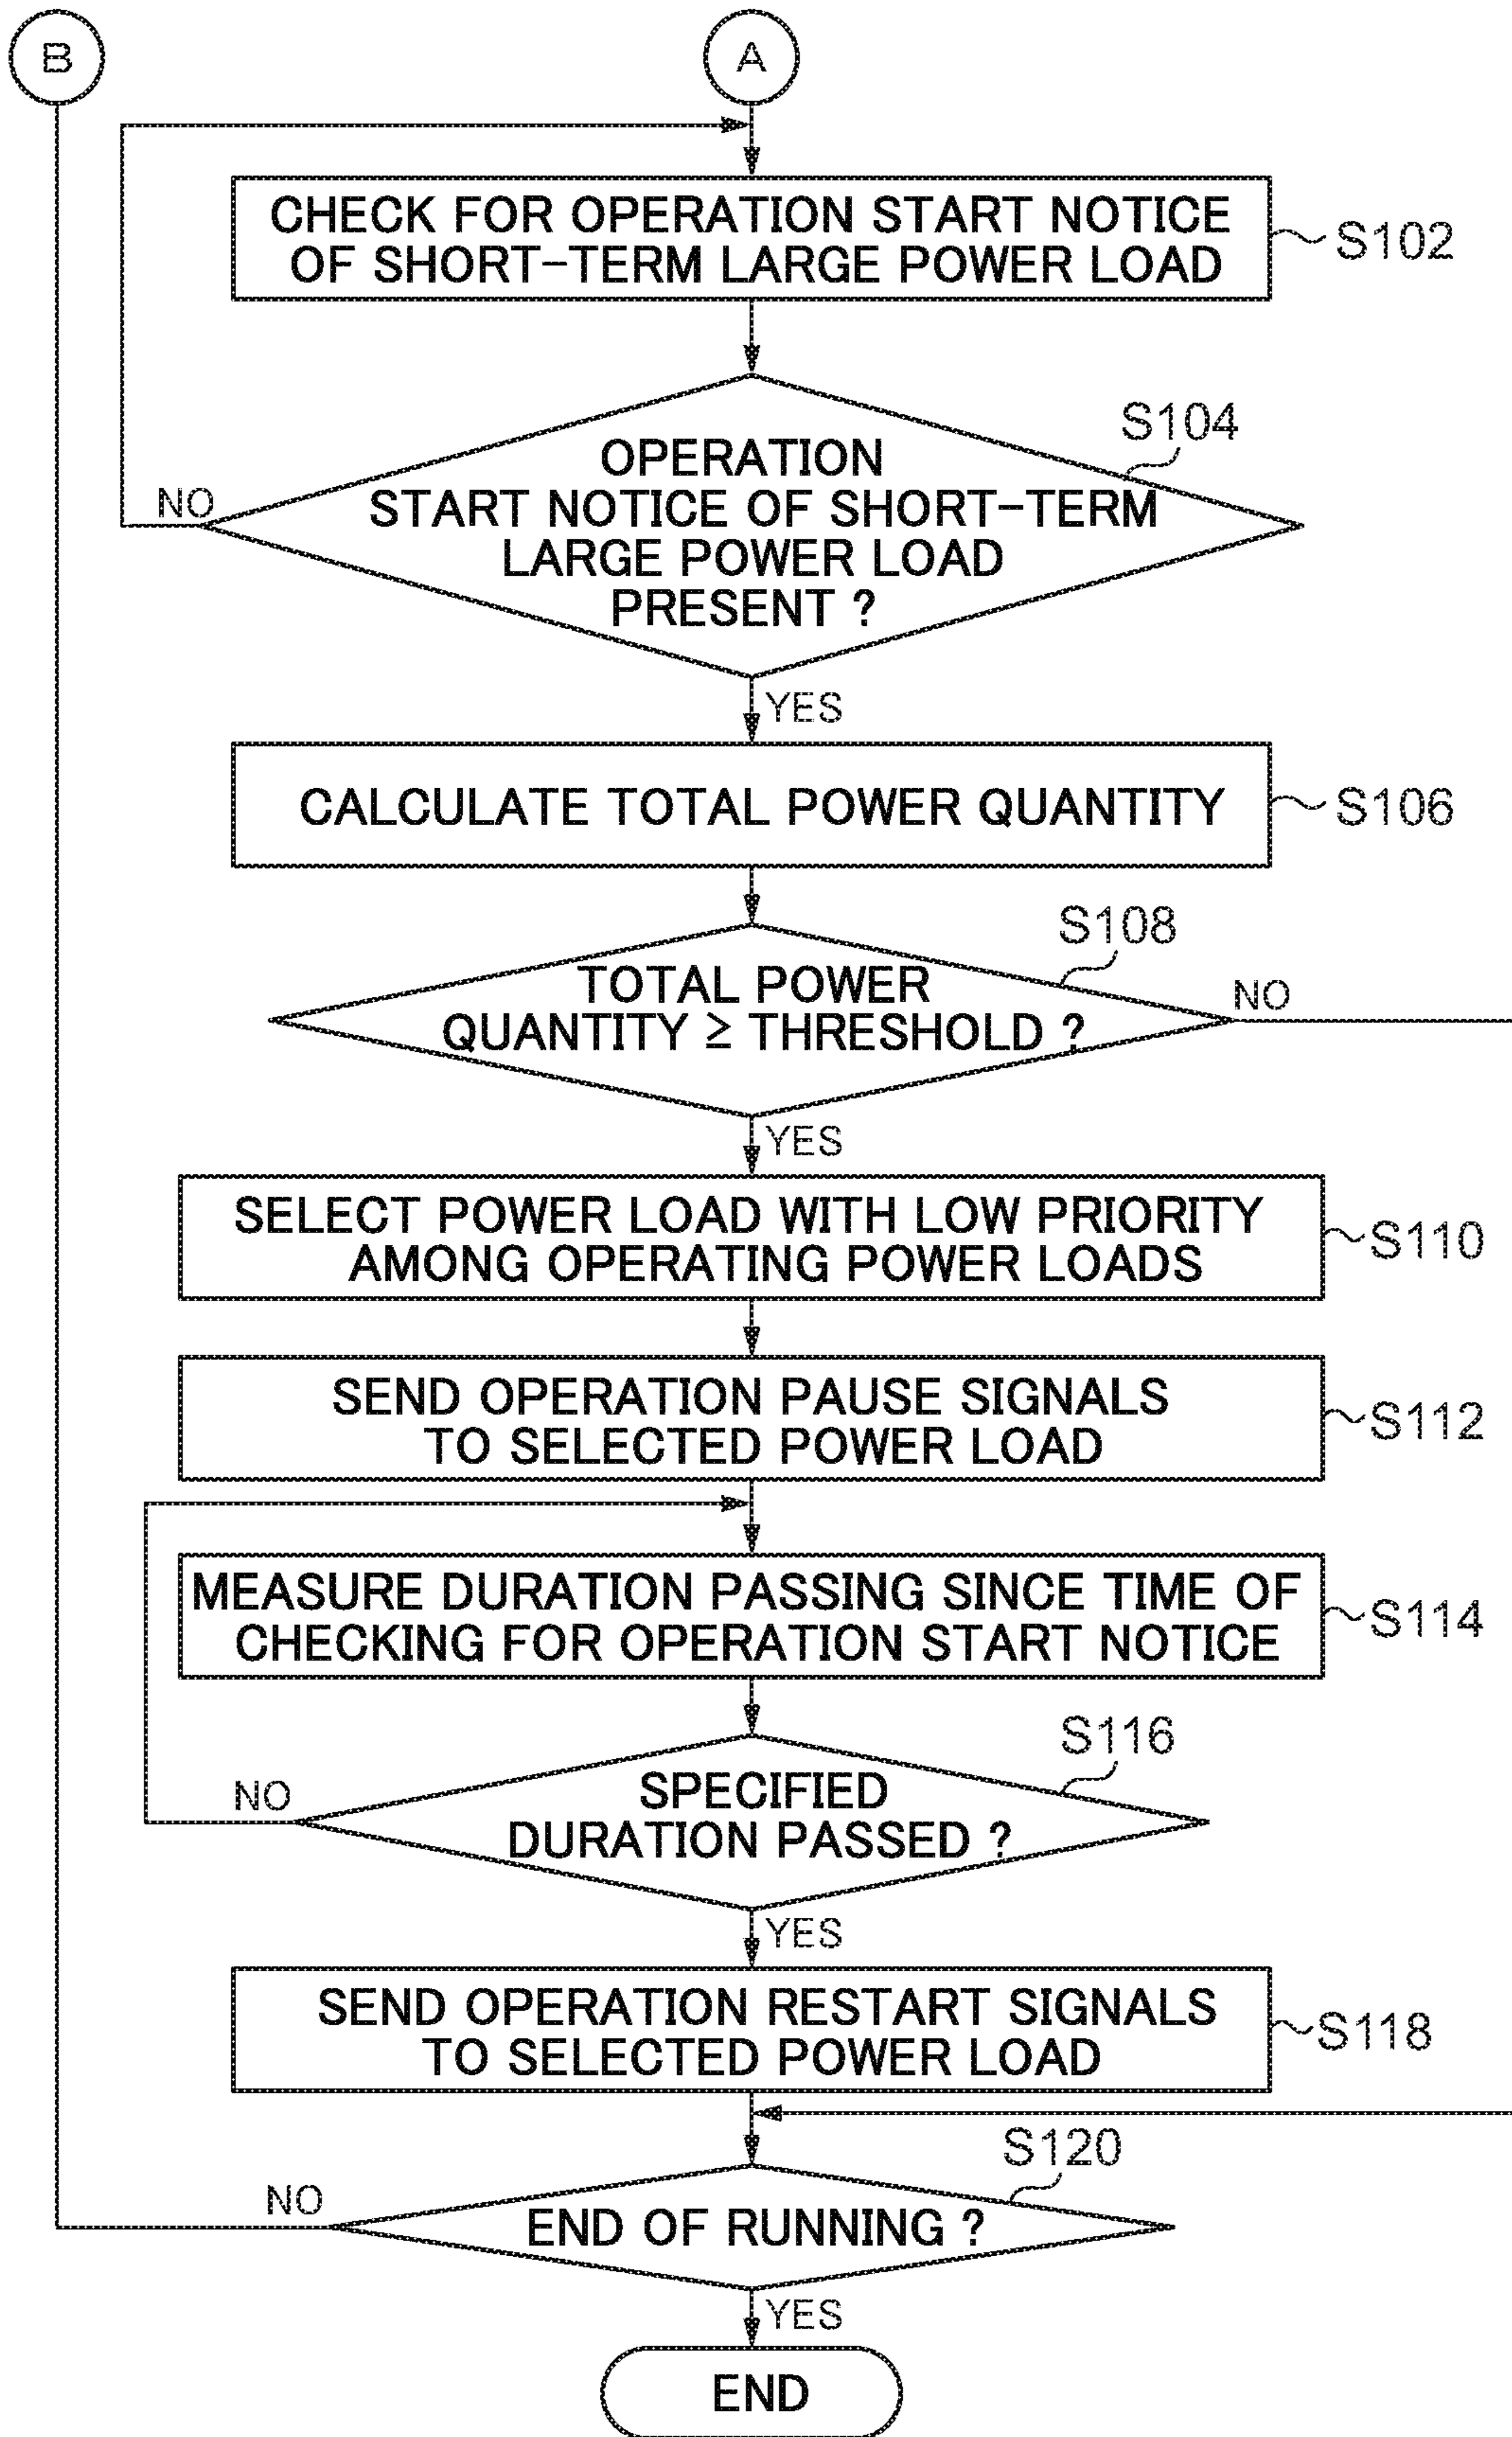 B
A
CHECK FOR OPERATION START NOTICE
OF SHORT-TERM LARGE POWER LOAD
S102
S104
OPERATION
START NOTICE OF SHORT-TERM
LARGE POWER LOAD
PRESENT ?
NO
YES
CALCULATE TOTAL POWER QUANTITY
S106
S108
TOTAL POWER
QUANTITY ≥ THRESHOLD ?
NO
YES
SELECT POWER LOAD WITH LOW PRIORITY
AMONG OPERATING POWER LOADS
S110
SEND OPERATION PAUSE SIGNALS
TO SELECTED POWER LOAD
S112
MEASURE DURATION PASSING SINCE TIME OF
CHECKING FOR OPERATION START NOTICE
S114
S116
SPECIFIED
DURATION PASSED ?
NO
YES
SEND OPERATION RESTART SIGNALS
TO SELECTED POWER LOAD
S118
S120
NO
END OF RUNNING ?
YES
END